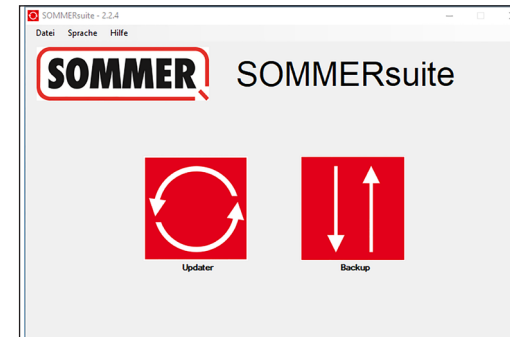 SOMMERsuite - 2.2.4
Datei Sprache Hilfe
SOMMER
SOMMERsuite
Updater
Backup